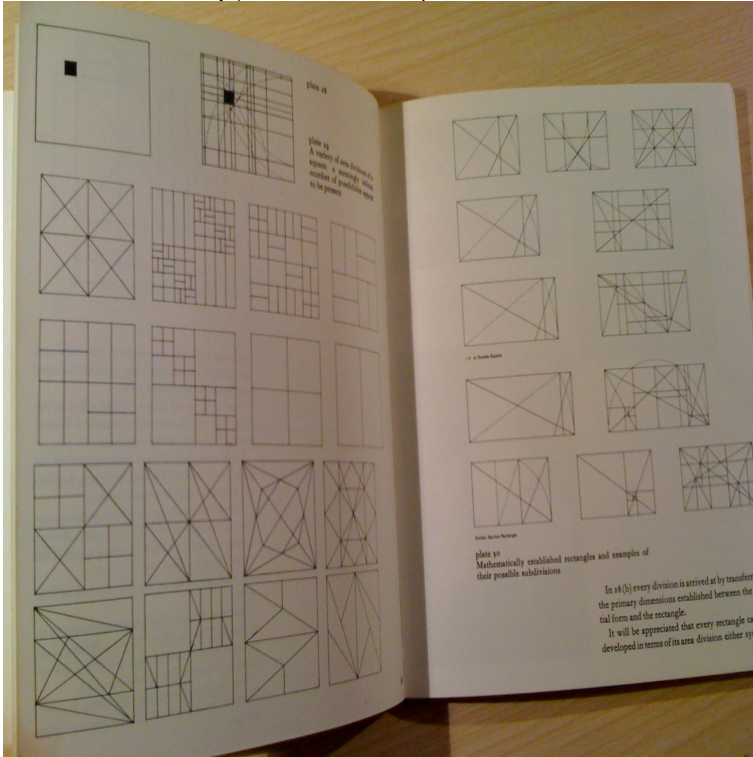 plate 28
plate 29
A variety of area divisions of a
square: a seemingly infinite
number of possibilities appear
to be present
Double Square
Golden Section Rectangle
plate 30
Mathematically established rectangles and examples of
their possible subdivisions
In 28 (b) every division is arrived at by transfer
the primary dimensions established between the
tial form and the rectangle.
It will be appreciated that every rectangle ca
developed in terms of its area division either sy